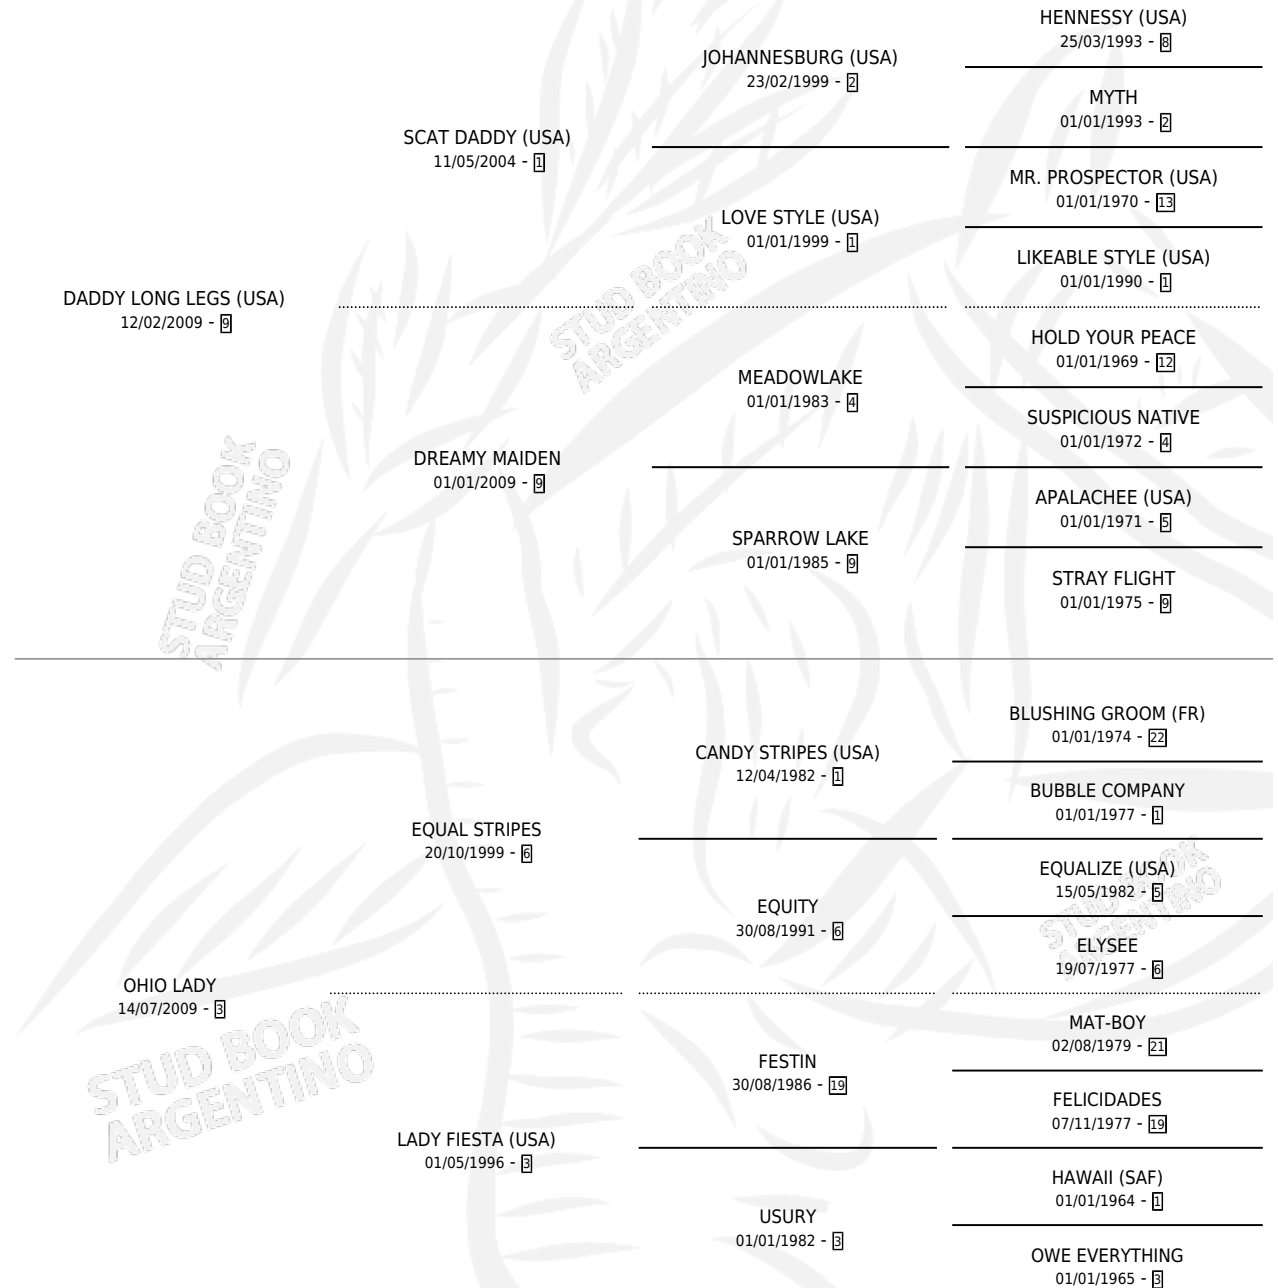 HENNESSY (USA)
25/03/1993 - 8
JOHANNESBURG (USA)
23/02/1999 - 2
MYTH
01/01/1993 - 2
SCAT DADDY (USA)
11/05/2004 - 1
MR. PROSPECTOR (USA)
01/01/1970 - 13
LOVE STYLE (USA)
01/01/1999 - 1
LIKEABLE STYLE (USA)
01/01/1990 - 1
DADDY LONG LEGS (USA)
12/02/2009 - 9
HOLD YOUR PEACE
01/01/1969 - 12
MEADOWLAKE
01/01/1983 - 4
SUSPICIOUS NATIVE
01/01/1972 - 4
DREAMY MAIDEN
01/01/2009 - 9
APALACHEE (USA)
01/01/1971 - 5
SPARROW LAKE
01/01/1985 - 9
STRAY FLIGHT
01/01/1975 - 9
BLUSHING GROOM (FR)
01/01/1974 - 22
CANDY STRIPES (USA)
12/04/1982 - 1
BUBBLE COMPANY
01/01/1977 - 1
EQUAL STRIPES
20/10/1999 - 6
EQUALIZE (USA)
15/05/1982 - 5
EQUITY
30/08/1991 - 6
ELYSEE
19/07/1977 - 6
OHIO LADY
14/07/2009 - 3
MAT-BOY
02/08/1979 - 21
FESTIN
30/08/1986 - 19
FELICIDADES
07/11/1977 - 19
LADY FIESTA (USA)
01/05/1996 - 3
HAWAII (SAF)
01/01/1964 - 1
USURY
01/01/1982 - 3
OWE EVERYTHING
01/01/1965 - 3
STUD BOOK
ARGENTINO
STUD BOOK
ARGENTINO
STUD BOOK
ARGENTINO
STUD BOOK
ARGENTINO